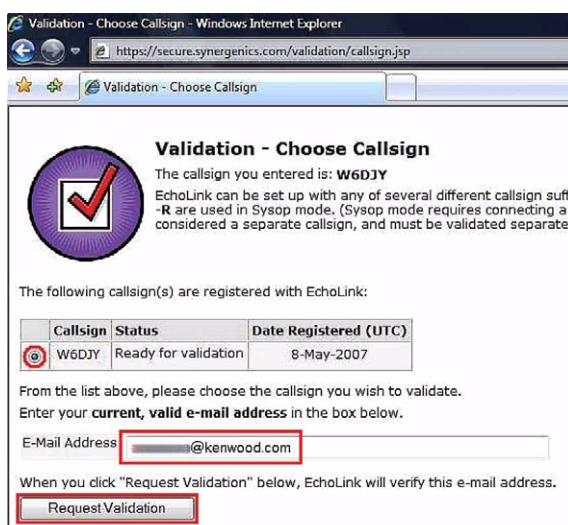 Validation - Choose Callsign - Windows Internet Explorer
https://secure.synergenics.com/validation/callsign.jsp
Validation - Choose Callsign
Validation - Choose Callsign
The callsign you entered is: W6DJY
EchoLink can be set up with any of several different callsign suf
-R are used in Sysop mode. (Sysop mode requires connecting a
considered a separate callsign, and must be validated separate
The following callsign(s) are registered with EchoLink:
Callsign Status Date Registered (UTC)
W6DJY Ready for validation 8-May-2007
From the list above, please choose the callsign you wish to validate.
Enter your current, valid e-mail address in the box below.
E-Mail Address @kenwood.com
When you click "Request Validation" below, EchoLink will verify this e-mail address.
Request Validation